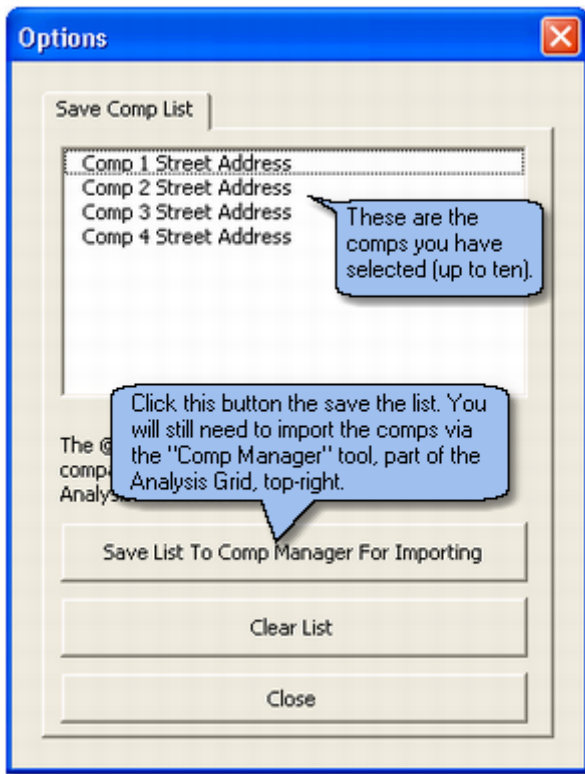 Options
Save Comp List
Comp 1 Street Address
Comp 2 Street Address
Comp 3 Street Address
Comp 4 Street Address
These are the
comps you have
selected (up to ten).
Click this button the save the list. You
will still need to import the comps via
the "Comp Manager" tool, part of the
Analysis Grid, top-right.
The
Save List To Comp Manager For Importing
Clear List
Close